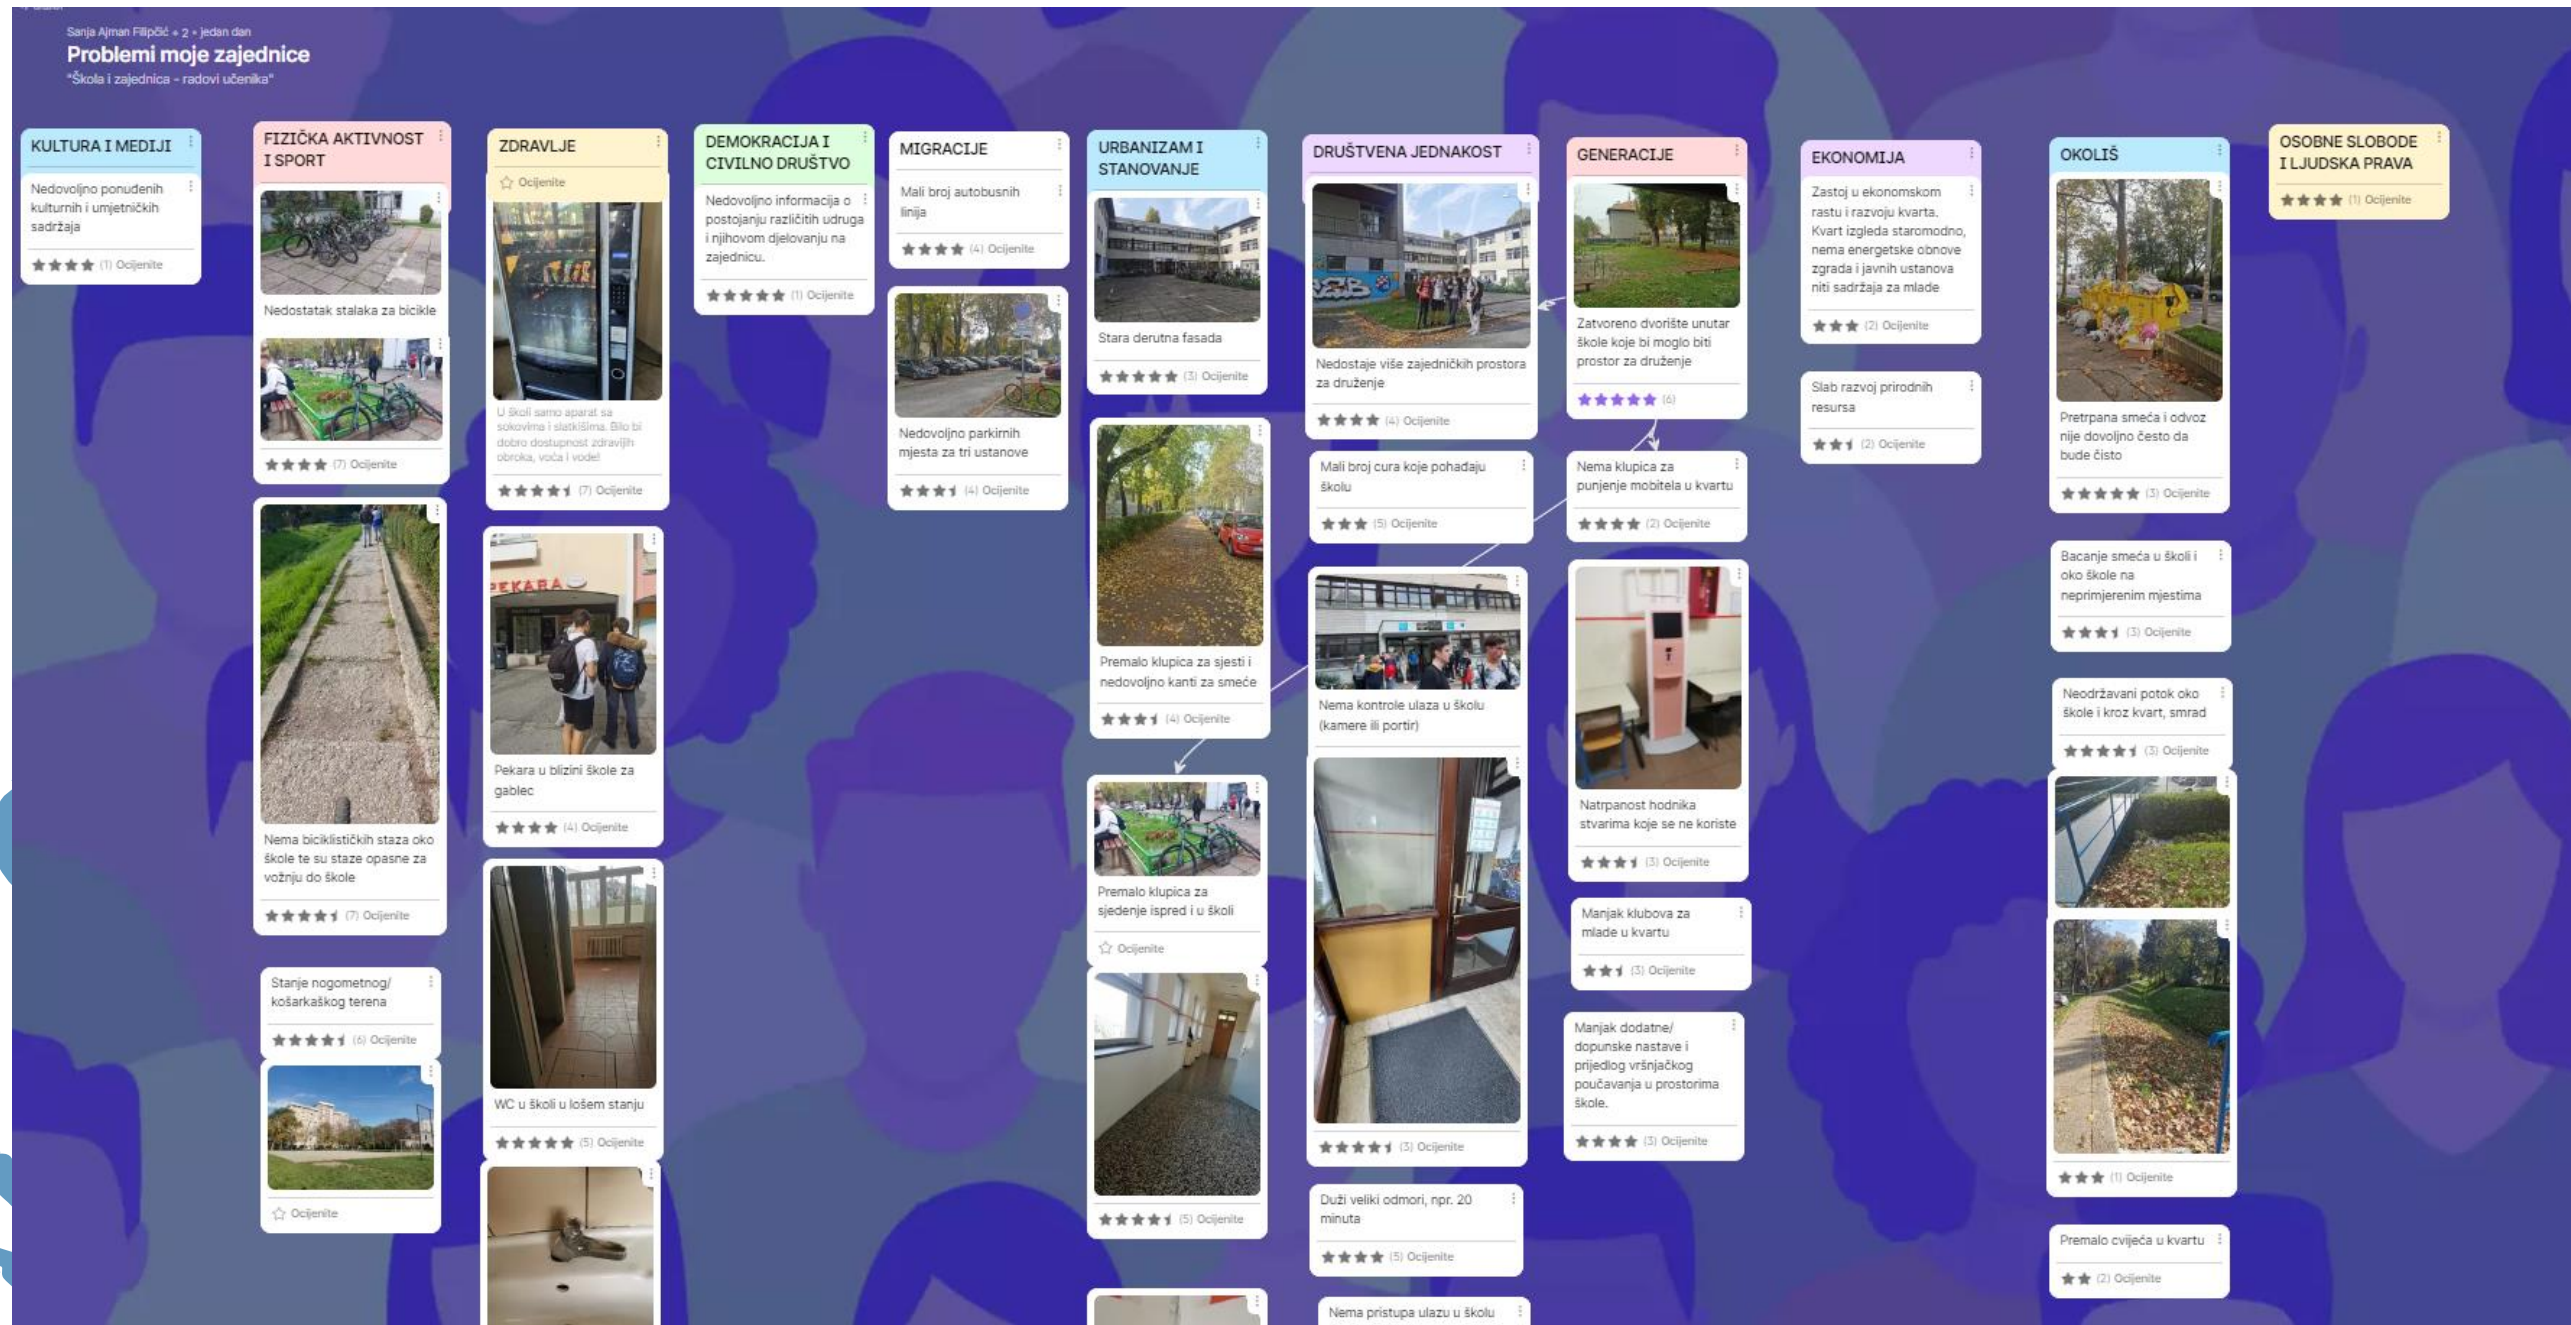 Sanja Ajman Filipčić + 2 • jedan dan
Problemi moje zajednice
"Škola i zajednica - radovi učenika"
KULTURA I MEDIJI
Nedovoljno ponuđenih
kulturnih i umjetničkih
sadržaja
(1) Ocijenite
FIZIČKA AKTIVNOST
I SPORT
Nedostatak stalaka za bicikle
(7) Ocijenite
Nema biciklističkih staza oko
škole te su staze opasne za
vožnju do škole
(7) Ocijenite
Stanje nogometnog/
košarkaškog terena
(6) Ocijenite
Ocijenite
ZDRAVLJE
Ocijenite
U školi samo aparat sa
sokovima i slatkišima. Bilo bi
dobro dostupnost zdravijh
obroka, voća i vode!
(7) Ocijenite
PEKARA
Pekara u blizini škole za
gablec
(4) Ocijenite
WC u školi u lošem stanju
(5) Ocijenite
DEMOKRACIJA I
CIVILNO DRUŠTVO
Nedovoljno informacija o
postojanju različitih udruga
i njihovom djelovanju na
zajednicu.
(1) Ocijenite
MIGRACIJE
Mali broj autobusnih
linija
(4) Ocijenite
Nedovoljno parkirnih
mjesta za tri ustanove
(4) Ocijenite
URBANIZAM I
STANOVANJE
Stara derutna fasada
(3) Ocijenite
Premalo klupica za sjesti i
nedovoljno kanti za smeće
(4) Ocijenite
Premalo klupica za
sjedenje ispred i u školi
Ocijenite
(5) Ocijenite
DRUŠTVENA JEDNAKOST
Nedostaje više zajedničkih prostora
za druženje
(4) Ocijenite
Mali broj cura koje pohađaju
školu
(5) Ocijenite
Nema kontrole ulaza u školu
(kamere ili portir)
(3) Ocijenite
Duži veliki odmori, npr. 20
minuta
(5) Ocijenite
Nema pristupa ulazu u školu
GENERACIJE
Zatvoreno dvorište unutar
škole koje bi moglo biti
prostor za druženje
(6)
Nema klupica za
punjenje mobitela u kvartu
(2) Ocijenite
Natrpanost hodnika
stvarima koje se ne koriste
(3) Ocijenite
Manjak klubova za
mlade u kvartu
(3) Ocijenite
Manjak dodatne/
dopunske nastave i
prijedlog vršnjačkog
poučavanja u prostorima
škole.
(3) Ocijenite
EKONOMIJA
Zastoj u ekonomskom
rastu i razvoju kvarta.
Kvart izgleda staromodno,
nema energetske obnove
zgrada i javnih ustanova
niti sadržaja za mlade
(2) Ocijenite
Slab razvoj prirodnih
resursa
(2) Ocijenite
OKOLIŠ
Pretrpana smeća i odvoz
nije dovoljno često da
bude čisto
(3) Ocijenite
Bacanje smeća u školi i
oko škole na
neprimjerenim mjestima
(3) Ocijenite
Neodržavani potok oko
škole i kroz kvart, smrad
(3) Ocijenite
(1) Ocijenite
Premalo cvijeća u kvartu
(2) Ocijenite
OSOBNE SLOBODE
I LJUDSKA PRAVA
(1) Ocijenite